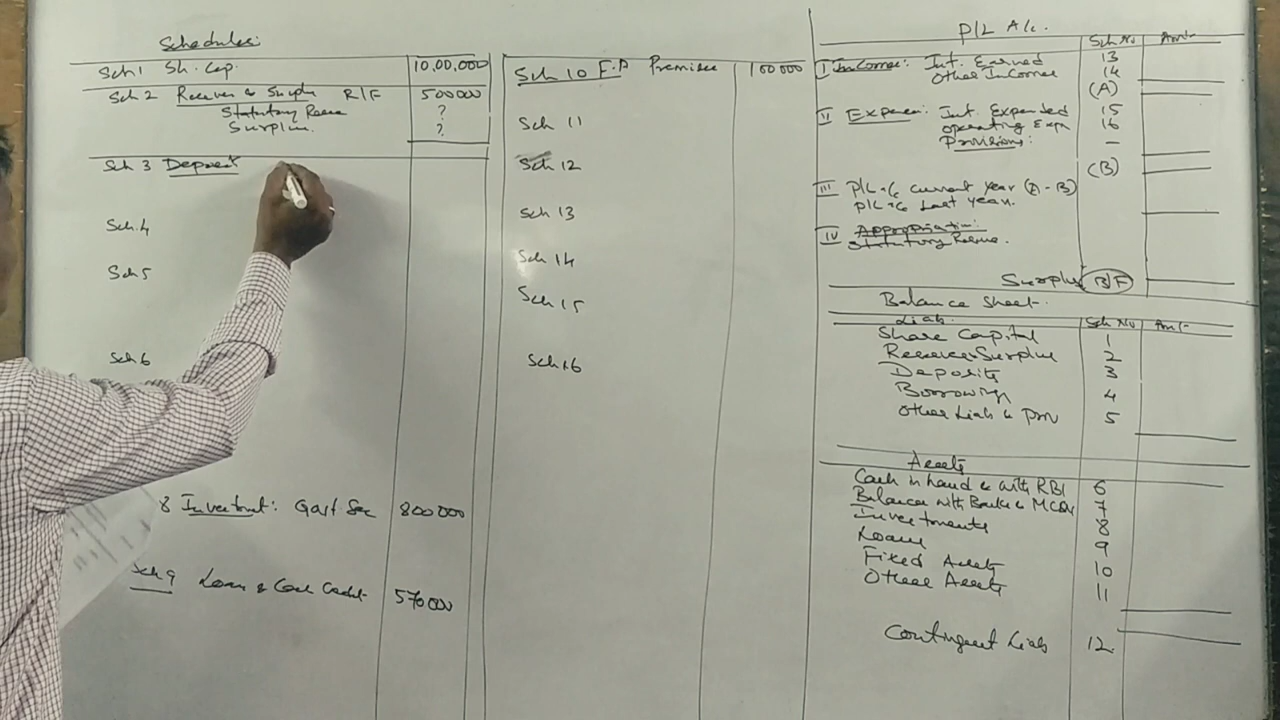 Schedules:
Sch 1 Sh. Cap. 10,00,000
Sch 2 Reserves & Surplus R/F 500000
Statutory Reserve ?
Surplus. ?
Sch 3 Deposit
Sch.4
Sch 5
Sch 6
8 Investment: Govt. Sec 800000
Sch 9 Loan & Cash Credit 570000
Sch 10 F.A Premises 100000
Sch 11
Sch 12
Sch 13
Sch 14
Sch 15
Sch 16
P/L A/c.
Sch No Amt.
I Income: Int. Earned 13
Other Income 14
(A)
II Expenses: Int. Expended 15
operating Exp 16
Provisions: —
(B)
III P/L a/c current year (A - B)
P/L a/c Last year.
IV Appropriation:
Statutory Reserve.
Surplus B/F
Balance Sheet.
Liab. Sch No Amt
Share Capital 1
Reserves Surplus 2
Deposits 3
Borrowing 4
Other Liab & Prov 5
Assets
Cash in hand & with RBI 6
Balance with Banks & MC&N 7
Investments 8
Loans 9
Fixed Assets 10
Other Assets 11
Contingent Liab 12.